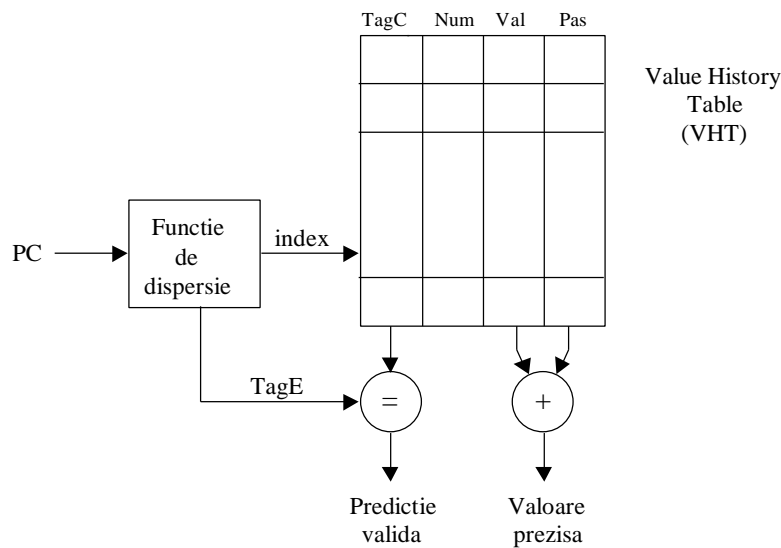 TagC Num Val Pas
Value History
Table
(VHT)
Functie
de
dispersie
PC
index
TagE
=
+
Predictie
valida
Valoare
prezisa